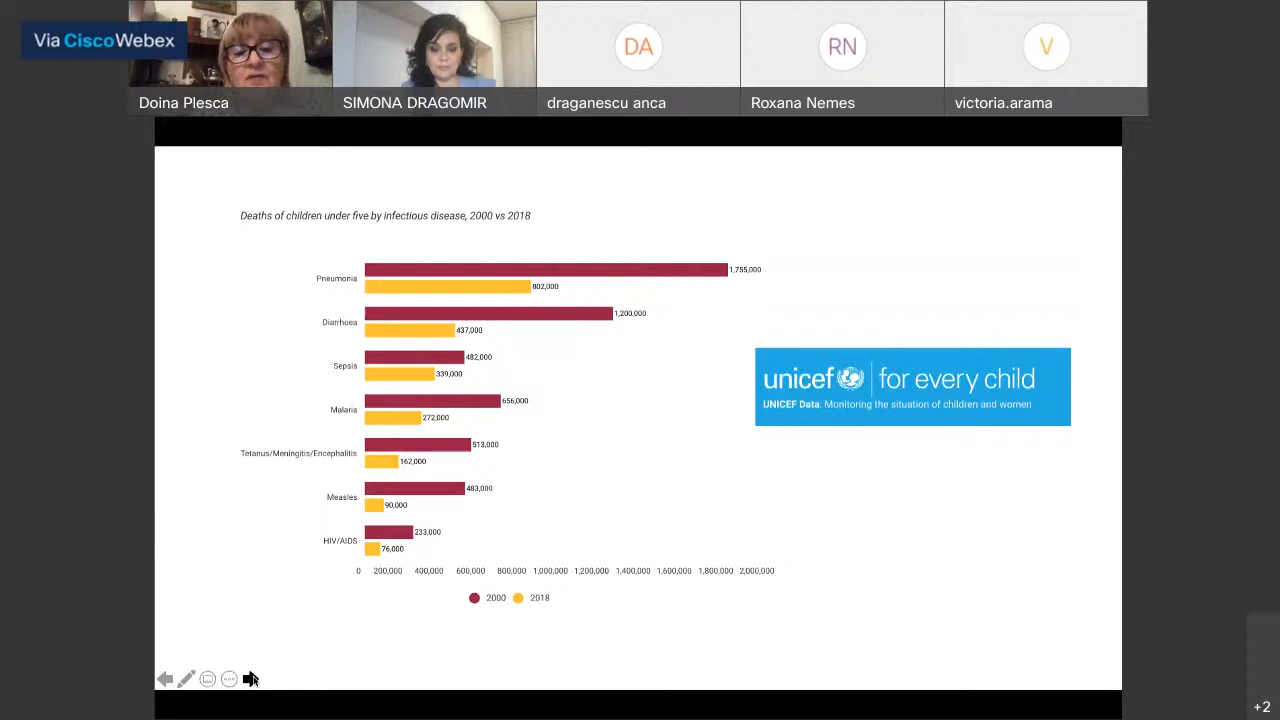 Via CiscoWebex
DA
RN
V
Doina Plesca
SIMONA DRAGOMIR
draganescu anca
Roxana Nemes
victoria.arama
Deaths of children under five by infectious disease, 2000 vs 2018
Pneumonia
1,755,000
802,000
Diarrhoea
1,200,000
437,000
Sepsis
482,000
339,000
Malaria
656,000
272,000
Tetanus/Meningitis/Encephalitis
513,000
162,000
Measles
483,000
90,000
HIV/AIDS
233,000
76,000
0 200,000 400,000 600,000 800,000 1,000,000 1,200,000 1,400,000 1,600,000 1,800,000 2,000,000
2000 2018
unicef for every child
UNICEF Data: Monitoring the situation of children and women
+2